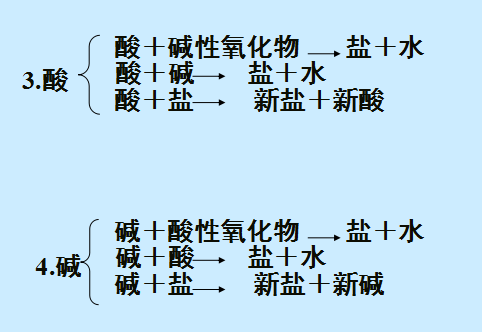 酸＋碱性氧化物 → 盐＋水
3.酸 酸＋碱→ 盐＋水
酸＋盐→ 新盐＋新酸
碱＋酸性氧化物 → 盐＋水
4.碱 碱＋酸→ 盐＋水
碱＋盐→ 新盐＋新碱